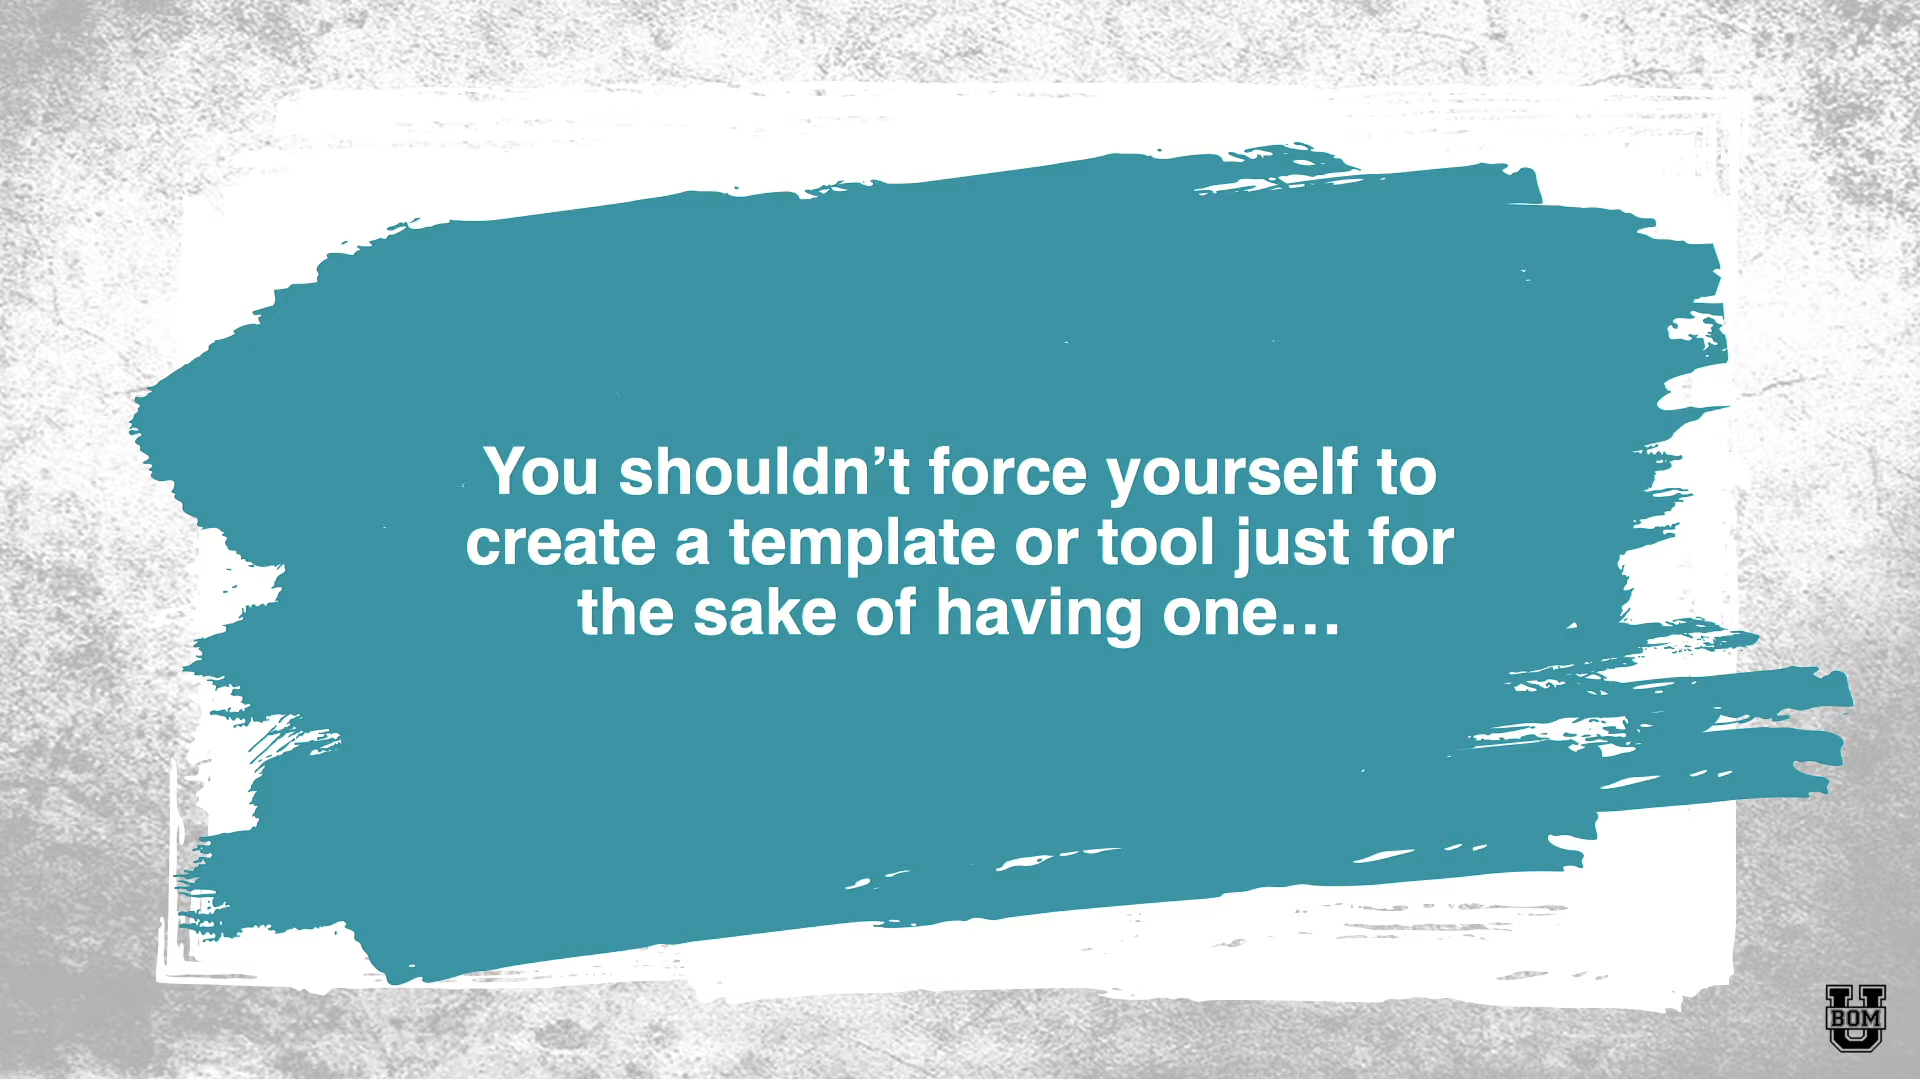 You shouldn’t force yourself to
create a template or tool just for
the sake of having one…
U
BOM